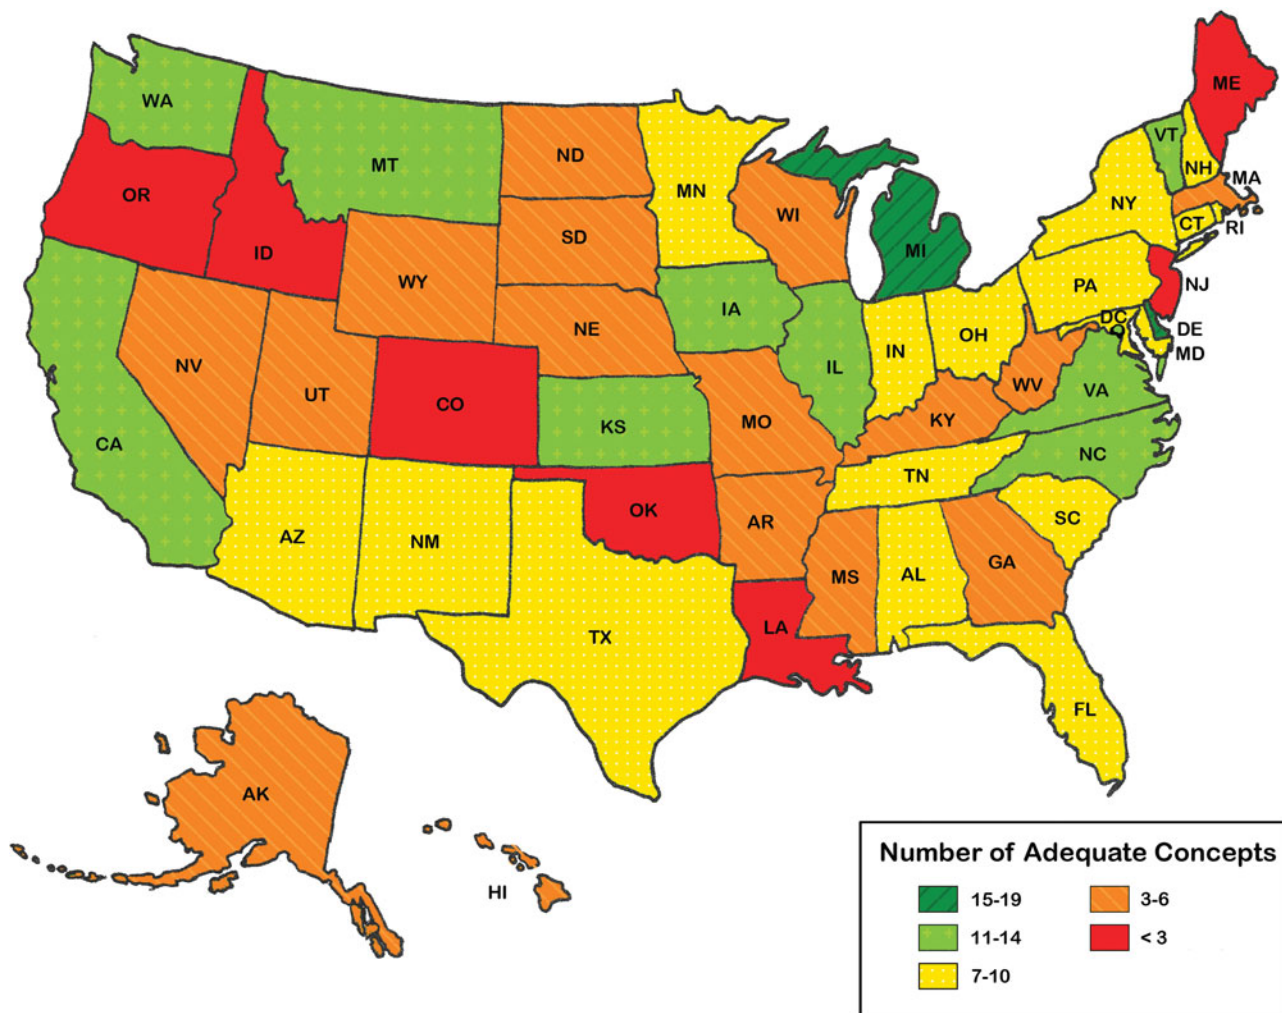 ME
WA
VT
MT
NH
ND
MA
OR
MN
NY
WI
CT
RI
SD
MI
ID
WY
PA
NJ
IA
DC
NE
DE
OH
IN
MD
NV
IL
UT
WV
VA
CO
KS
MO
KY
CA
NC
TN
OK
SC
AR
AZ
NM
GA
MS
AL
LA
TX
FL
AK
HI
Number of Adequate Concepts
15-19
3-6
11-14
< 3
7-10